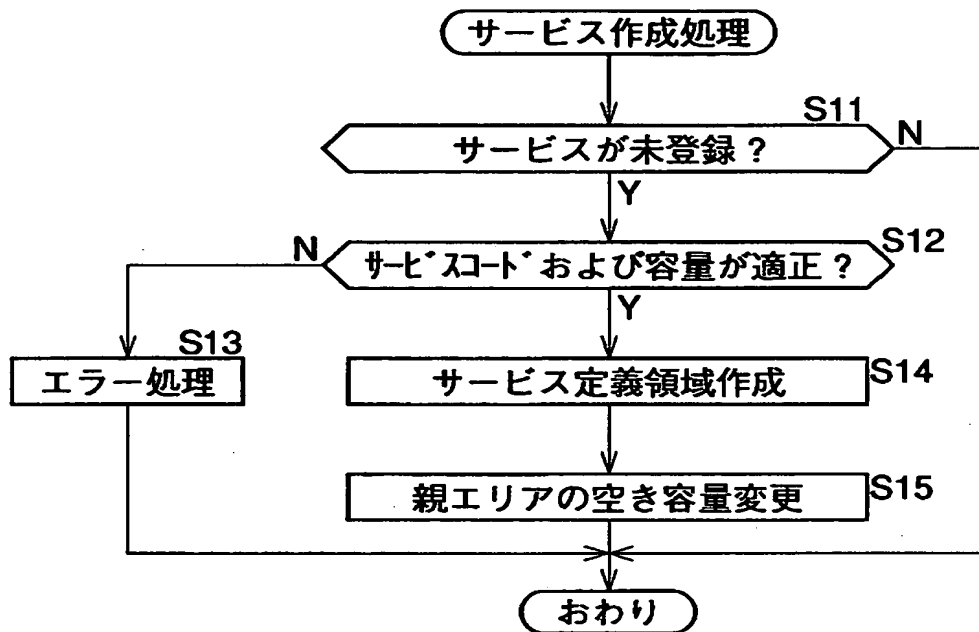 サービス作成処理
S11
サービスが未登録?
N
Y
S12
N
ｻｰﾋﾞｽｺｰﾄﾞおよび容量が適正?
Y
S13
エラー処理
S14
サービス定義領域作成
S15
親エリアの空き容量変更
おわり